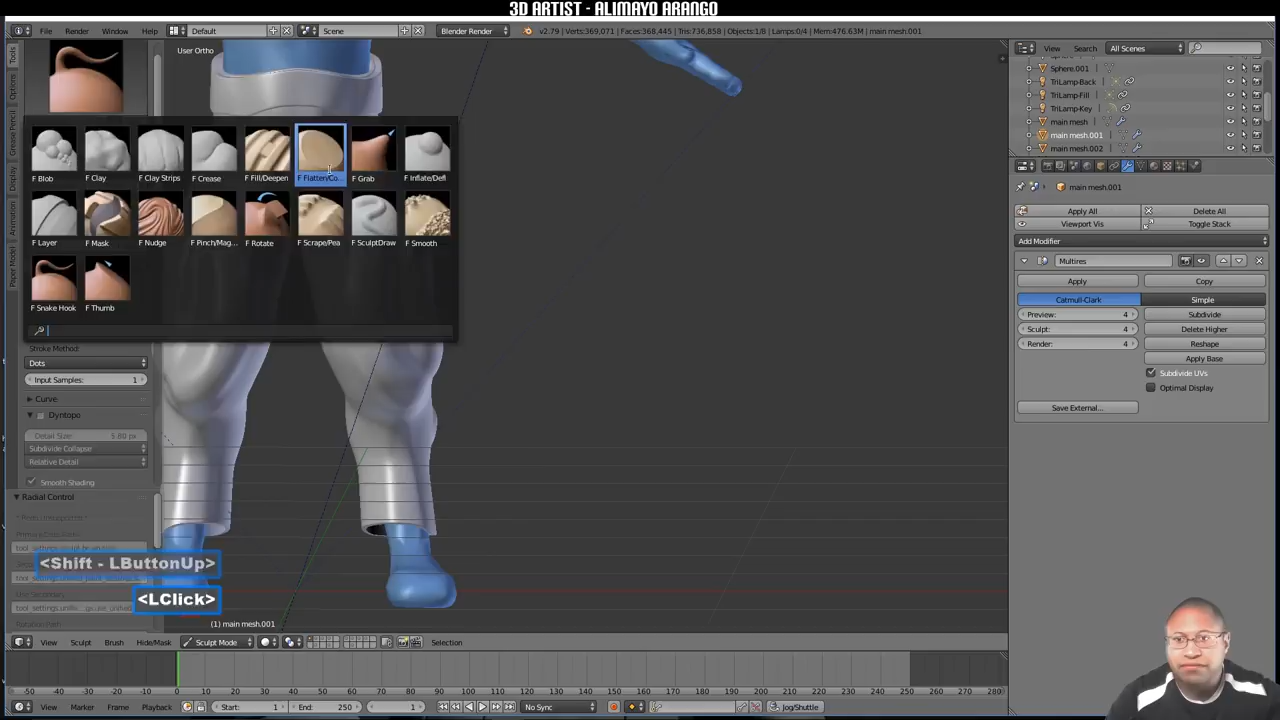 3D ARTIST - ALIMAYO ARANGO
File Render Window Help Default Scene Blender Render v2.79 | Verts:369,071 | Faces:368,445 | Tris:736,858 | Objects:1/8 | Lamps:0/4 | Mem:476.63M | main mesh.001
User Ortho
View Search All Scenes
Sphere.001
TriLamp-Back
TriLamp-Fill
TriLamp-Key
main mesh
main mesh.001
main mesh.002
Tools
Options
Grease Pencil
Display
Animation
Paper Model
F Blob F Clay F Clay Strips F Crease F Fill/Deepen F Flatten/Co... F Grab F Inflate/Defl
F Layer F Mask F Nudge F Pinch/Mag... F Rotate F Scrape/Pea F SculptDraw F Smooth
F Snake Hook F Thumb
main mesh.001
Apply All Delete All
Viewport Vis Toggle Stack
Add Modifier
Multires
Apply Copy
Catmull-Clark Simple
Preview: 4 Subdivide
Sculpt: 4 Delete Higher
Render: 4 Reshape
Apply Base
Subdivide UVs
Optimal Display
Save External...
Stroke Method:
Dots
Input Samples: 1
Curve
Dyntopo
Detail Size: 5.80 px
Subdivide Collapse
Relative Detail
Smooth Shading
Radial Control
<Shift - LButtonUp>
<LClick>
(1) main mesh.001
View Sculpt Brush Hide/Mask Sculpt Mode Selection
-50 -40 -30 -20 -10 0 10 20 30 40 50 60 70 80 90 100 110 120 130 140 150 160 170 180 190 200 210 220 230 240 250 260 270 280
View Marker Frame Playback Start: 1 End: 250 1 No Sync Jog/Shuttle